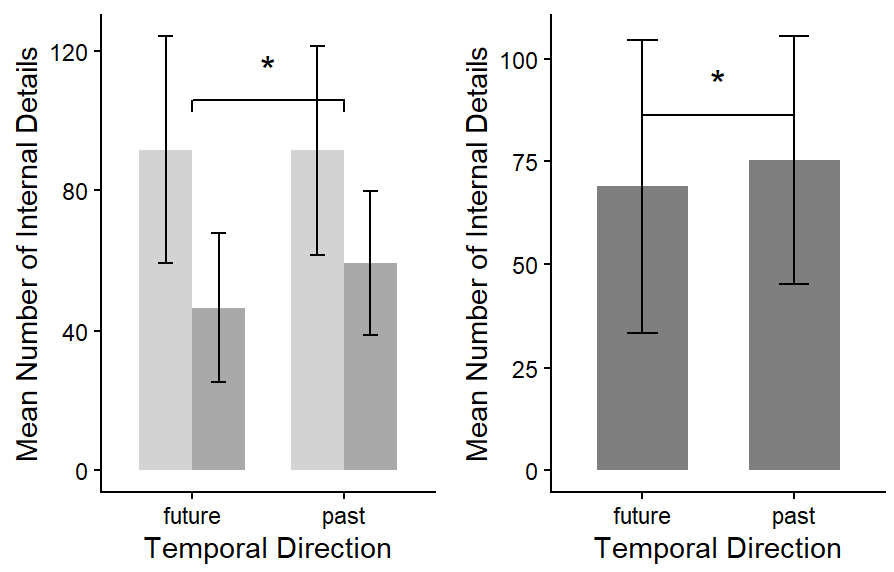 Mean Number of Internal Details
120
80
40
0
*
future
past
Temporal Direction
Mean Number of Internal Details
100
75
50
25
0
*
future
past
Temporal Direction